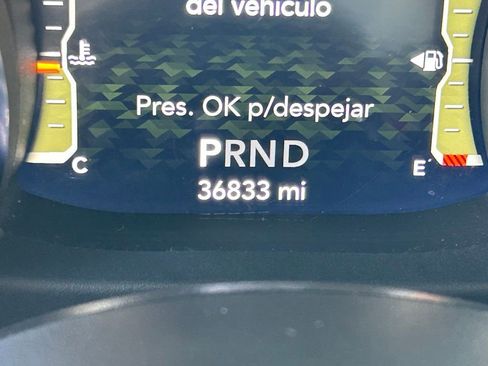 del vehículo
Pres. OK p/despejar
PRND
C
E
36833 mi